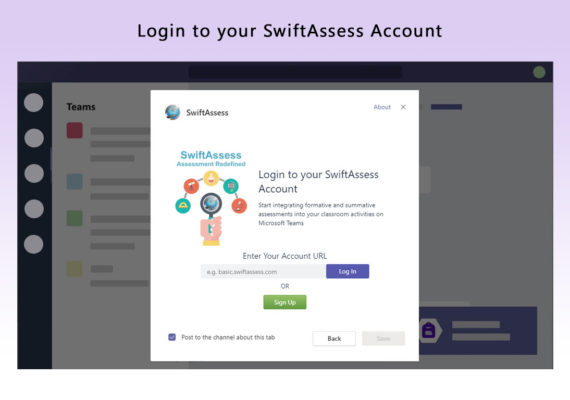 Login to your SwiftAssess Account
Teams
SwiftAssess
About
SwiftAssess
Assessment Redefined
Login to your SwiftAssess
Account
Start integrating formative and summative
assessments into your classroom activities on
Microsoft Teams
Enter Your Account URL
e.g. basic.swiftassess.com
Log In
OR
Sign Up
Post to the channel about this tab
Back
Save